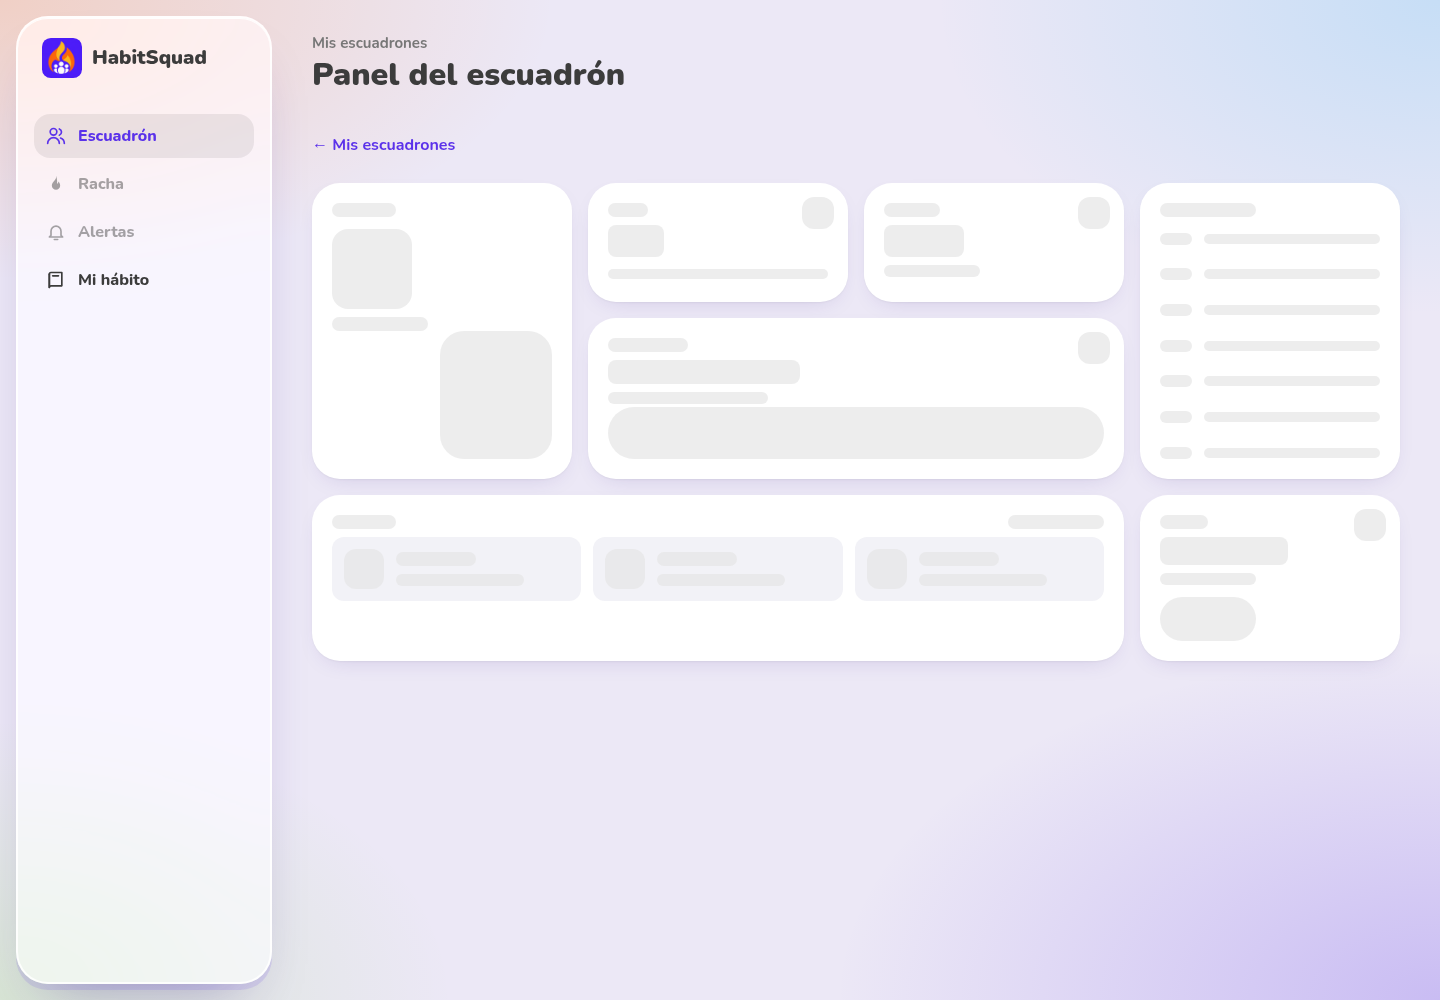 HabitSquad
Escuadrón
Racha
Alertas
Mi hábito
Mis escuadrones
Panel del escuadrón
← Mis escuadrones